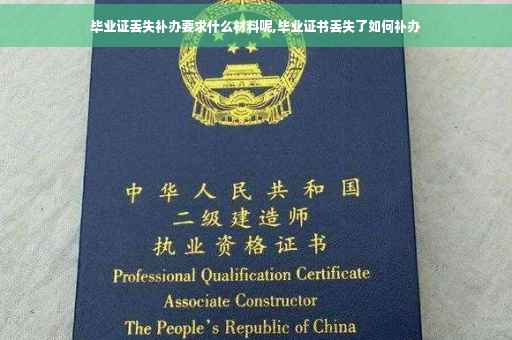 毕业证丢失补办要求什么材料呢,毕业证书丢失了如何补办
中华人民共和国
二级建造师
执业资格证书
Professional Qualification Certificate
Associate Constructor
The People's Republic of China